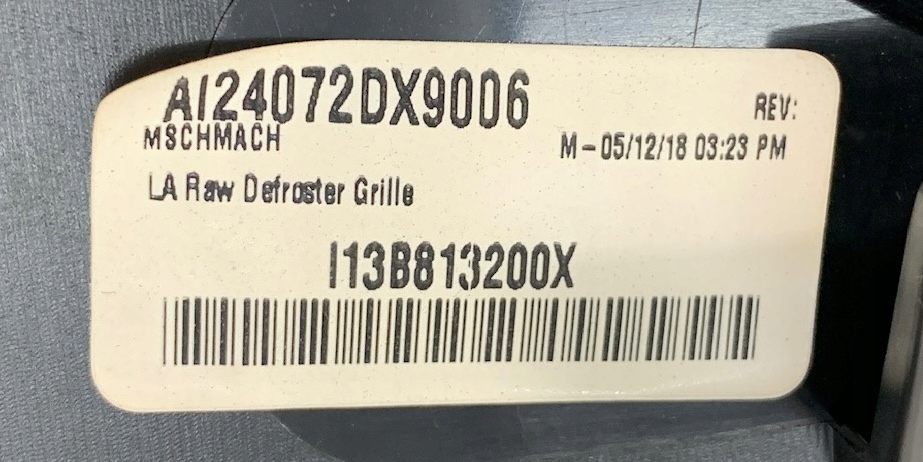 AI24072DX9006
REV:
MSCHMACH
M-05/12/18 03:23 PM
LA Raw Defroster Grille
I13B813200X